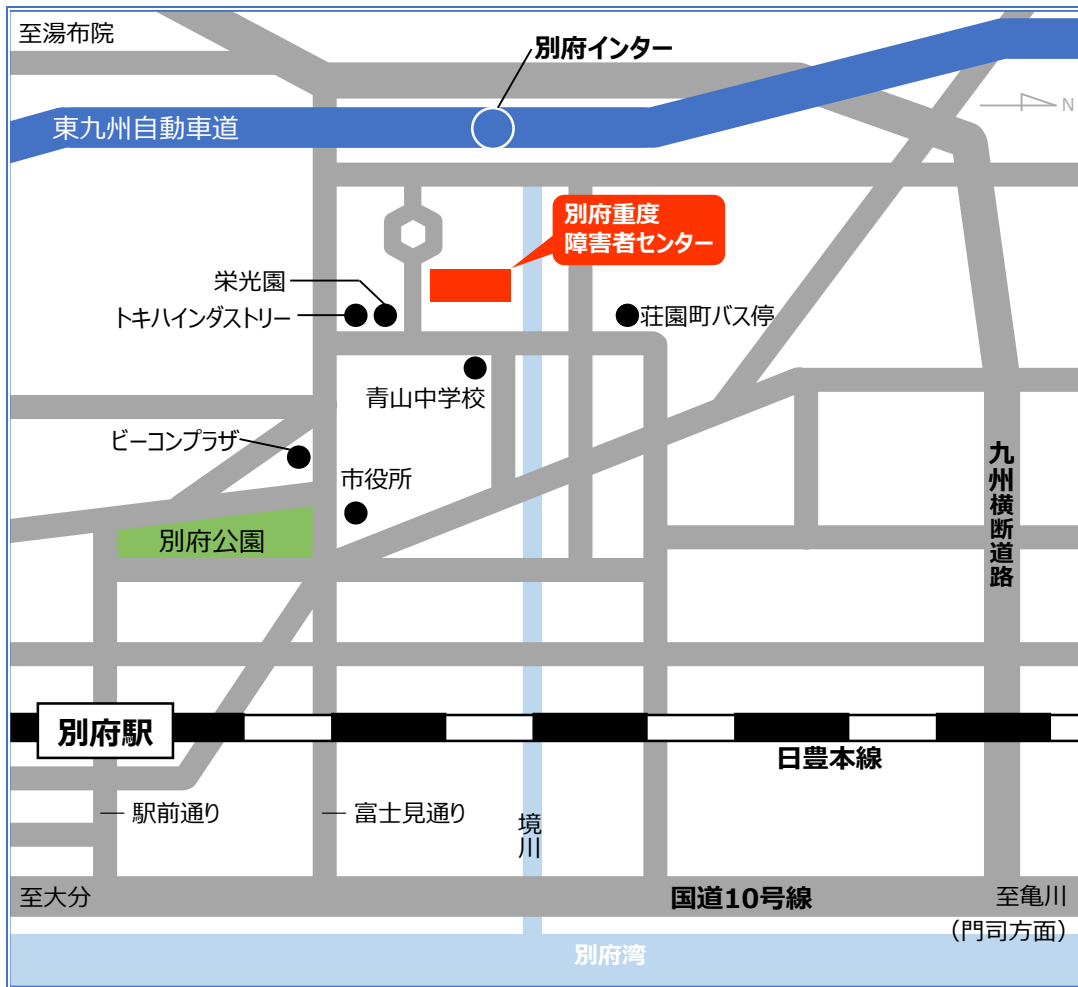 至湯布院
別府インター
東九州自動車道
N
別府重度
障害者センター
栄光園
トキハインダストリー
荘園町バス停
青山中学校
ビーコンプラザ
市役所
九州横断道路
別府公園
別府駅
日豊本線
駅前通り
富士見通り
境川
至大分
国道10号線
至亀川
(門司方面)
別府湾